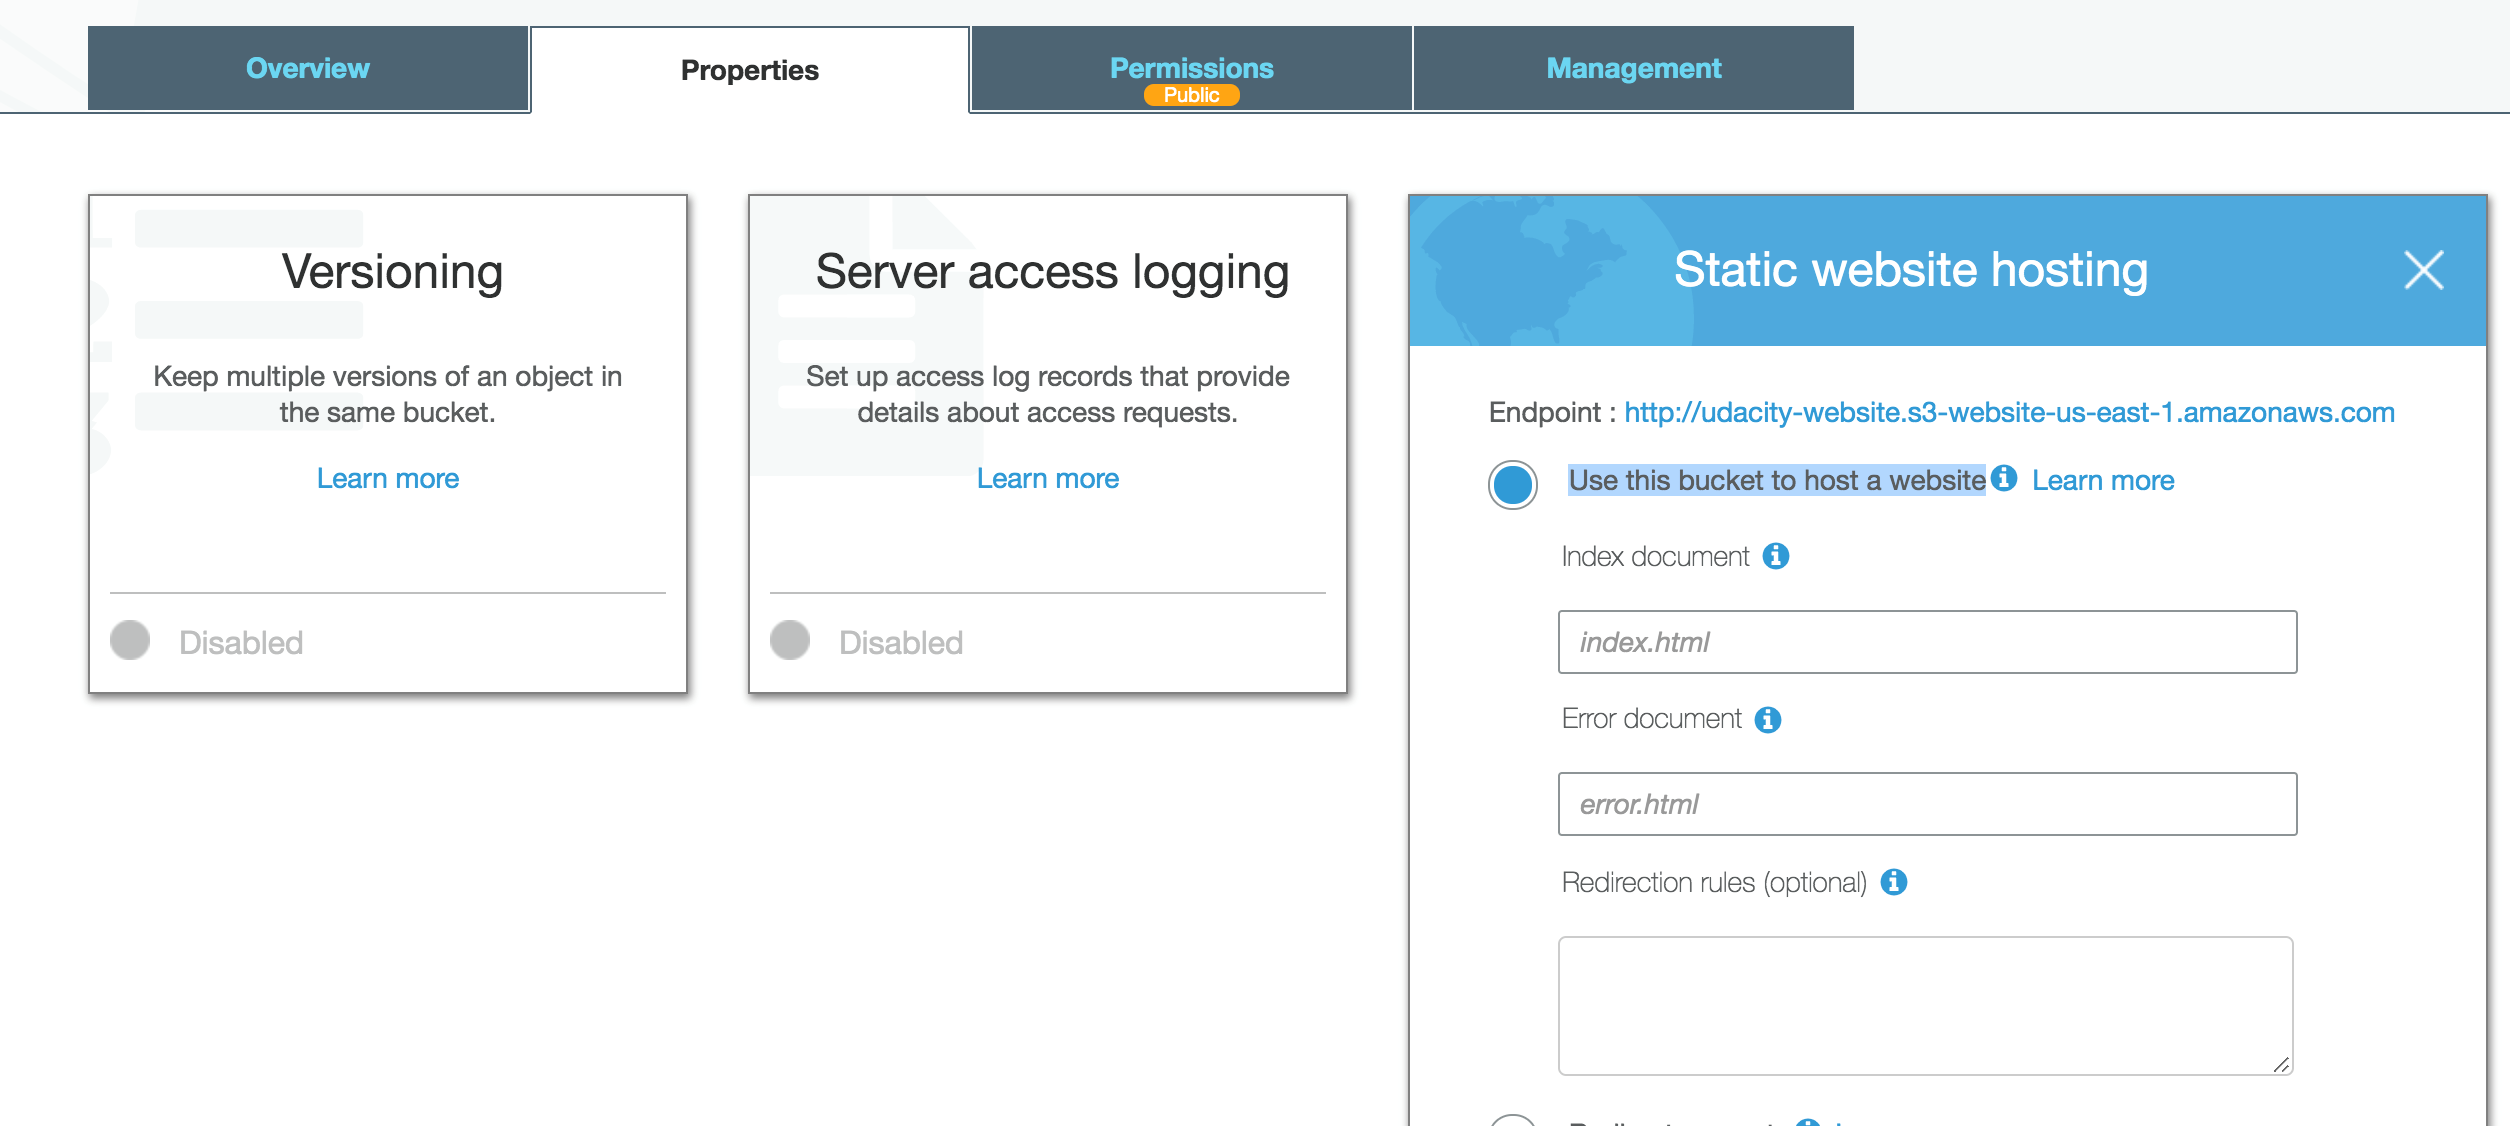 Overview
Properties
Permissions
Public
Management
Versioning
Keep multiple versions of an object in
the same bucket.
Learn more
Disabled
Server access logging
Set up access log records that provide
details about access requests.
Learn more
Disabled
Static website hosting
Endpoint : http://udacity-website.s3-website-us-east-1.amazonaws.com
Use this bucket to host a website Learn more
Index document
index.html
Error document
error.html
Redirection rules (optional)